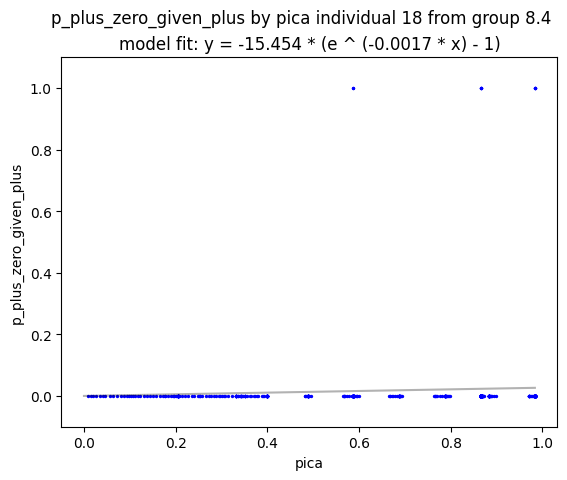 p_plus_zero_given_plus by pica individual 18 from group 8.4
model fit: y = -15.454 * (e ^ (-0.0017 * x) - 1)
1.0
0.8
0.6
0.4
0.2
0.0
p_plus_zero_given_plus
0.0 0.2 0.4 0.6 0.8 1.0
pica